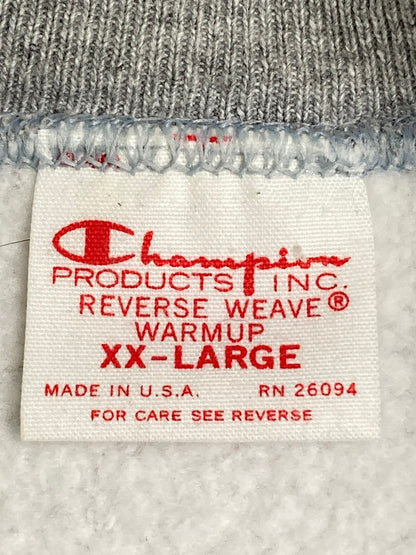 Champion
PRODUCTS INC.
REVERSE WEAVE®
WARMUP
XX-LARGE
MADE IN U.S.A. RN 26094
FOR CARE SEE REVERSE